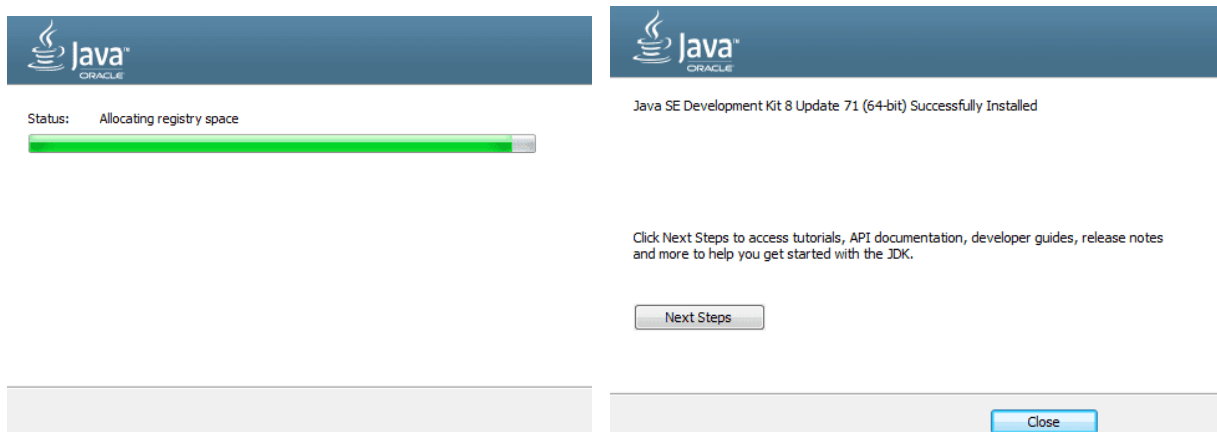 Java™
ORACLE
Status: Allocating registry space
Java™
ORACLE
Java SE Development Kit 8 Update 71 (64-bit) Successfully Installed
Click Next Steps to access tutorials, API documentation, developer guides, release notes
and more to help you get started with the JDK.
Next Steps
Close